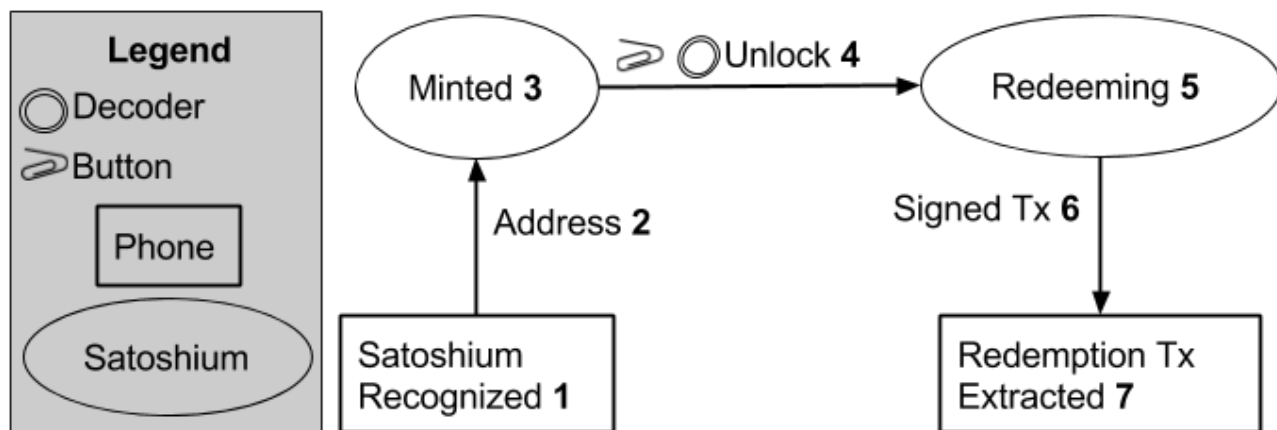 Legend
Decoder
Button
Phone
Satoshium
Minted 3
Unlock 4
Redeeming 5
Address 2
Signed Tx 6
Satoshium
Recognized 1
Redemption Tx
Extracted 7